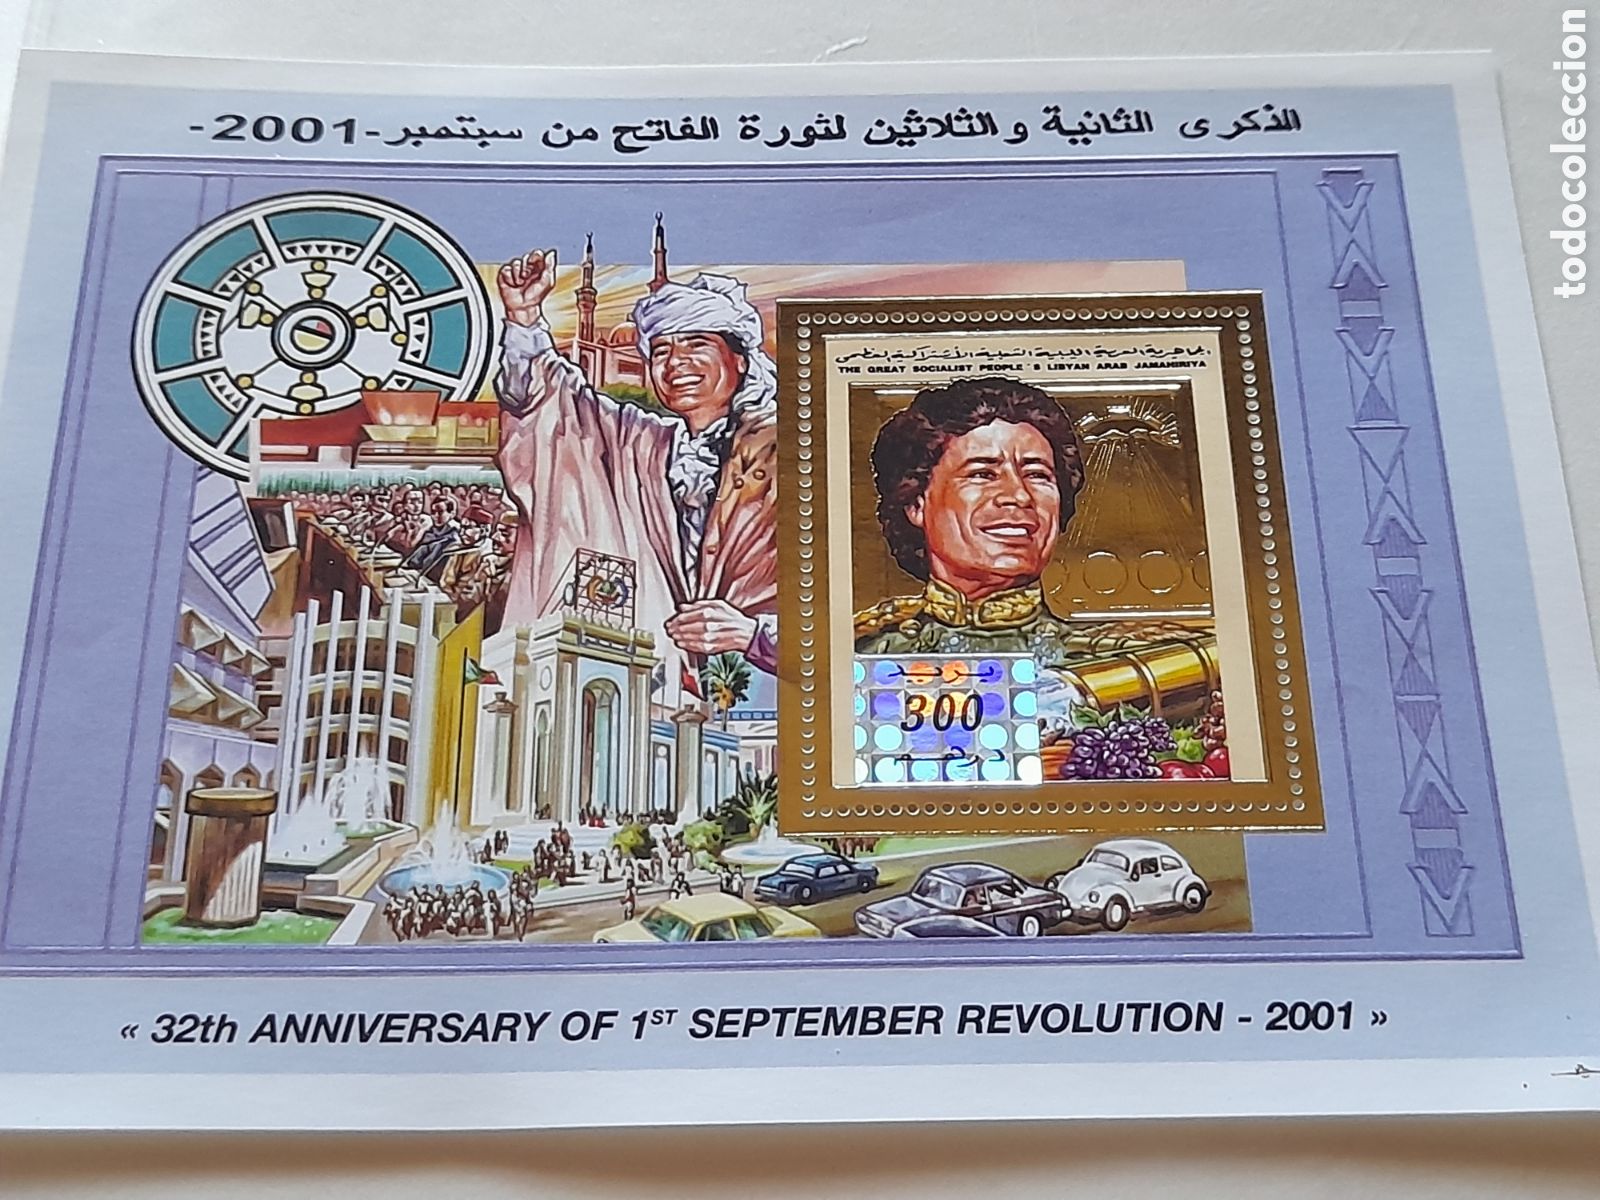 الذكرى الثانية والثلاثين لثورة الفاتح من سبتمبر -2001-
الجماهيرية العربية الليبية الشعبية الإشتراكية العظمى
THE GREAT SOCIALIST PEOPLE'S LIBYAN ARAB JAMAHIRIYA
بريد
300
درهم
« 32th ANNIVERSARY OF 1ST SEPTEMBER REVOLUTION - 2001 »
todocoleccion